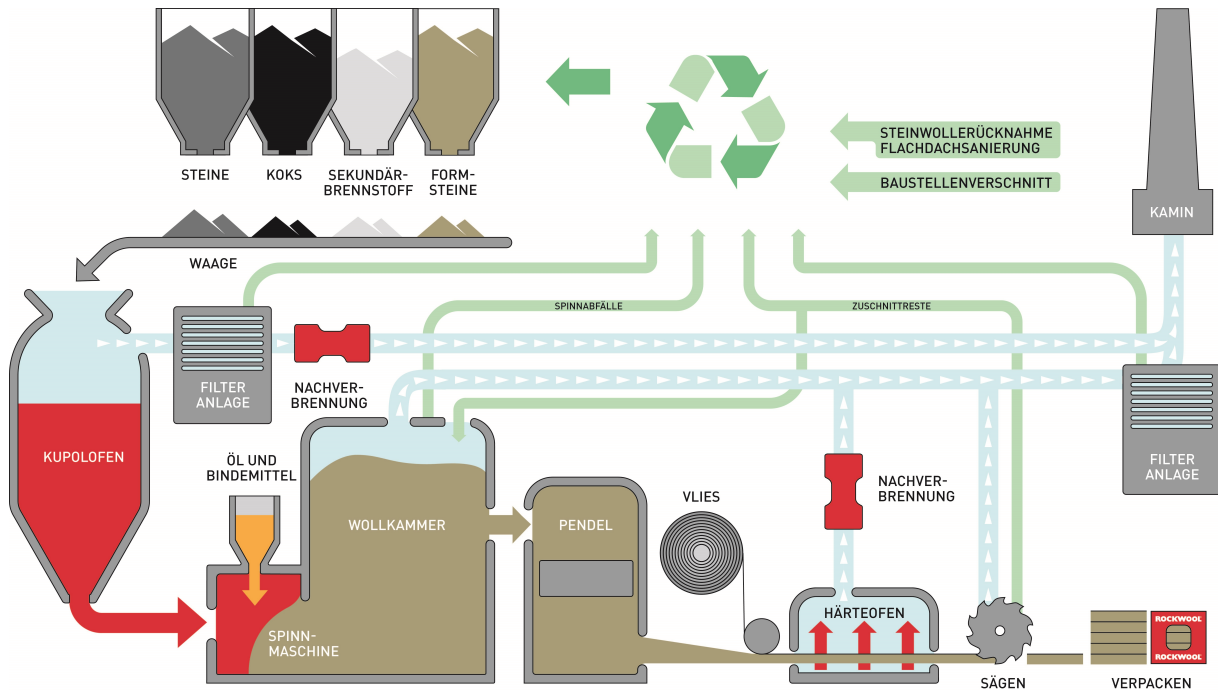 STEINE
KOKS
SEKUNDÄR-
BRENNSTOFF
FORM-
STEINE
STEINWOLLERÜCKNAHME
FLACHDACHSANIERUNG
BAUSTELLENVERSCHNITT
KAMIN
WAAGE
SPINNABFÄLLE
ZUSCHNITTRESTE
FILTER
ANLAGE
NACHVER-
BRENNUNG
KUPOLOFEN
ÖL UND
BINDEMITTEL
WOLLKAMMER
PENDEL
VLIES
NACHVER-
BRENNUNG
FILTER
ANLAGE
SPINN-
MASCHINE
HÄRTEOFEN
SÄGEN
ROCKWOOL
ROCKWOOL
VERPACKEN